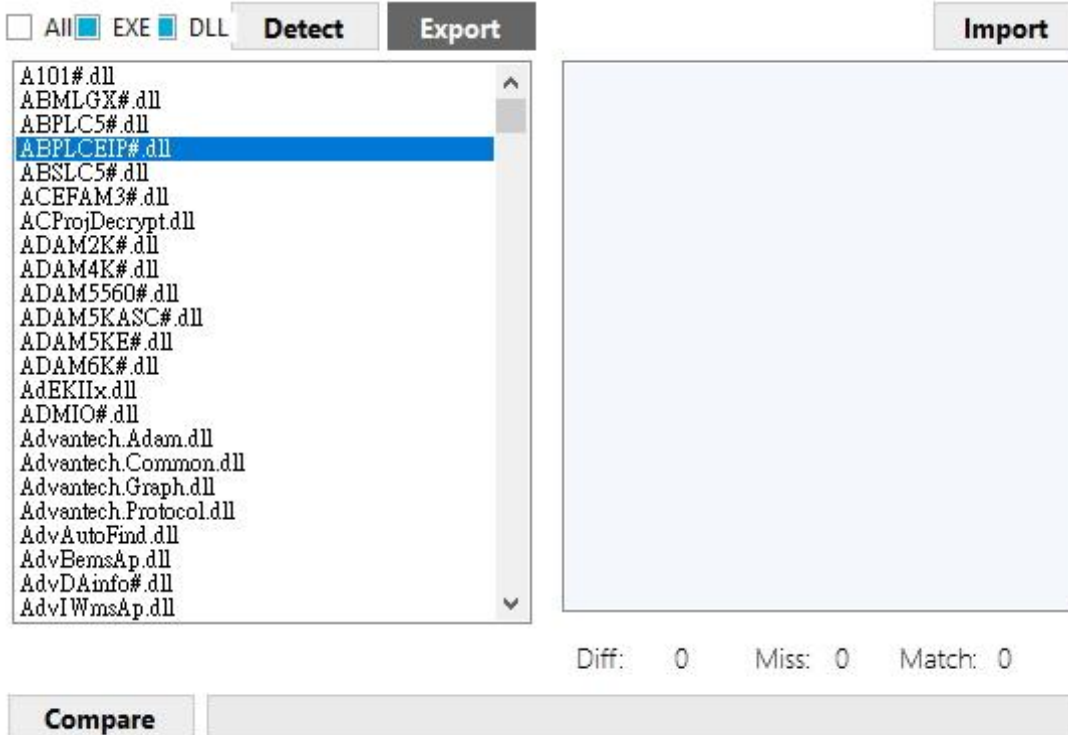 All EXE DLL Detect Export Import
A101#.dll
ABMLGX#.dll
ABPLC5#.dll
ABPLCEIP#.dll
ABSLC5#.dll
ACEFAM3#.dll
ACProjDecrypt.dll
ADAM2K#.dll
ADAM4K#.dll
ADAM5560#.dll
ADAM5KASC#.dll
ADAM5KE#.dll
ADAM6K#.dll
AdEKIIx.dll
ADMIO#.dll
Advantech.Adam.dll
Advantech.Common.dll
Advantech.Graph.dll
Advantech.Protocol.dll
AdvAutoFind.dll
AdvBemsAp.dll
AdvDAinfo#.dll
AdvIWmsAp.dll
Diff: 0 Miss: 0 Match: 0
Compare